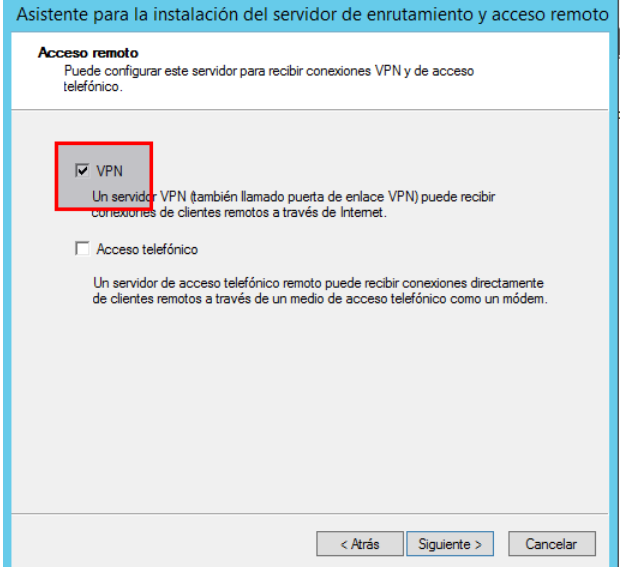 Asistente para la instalación del servidor de enrutamiento y acceso remoto
Acceso remoto
Puede configurar este servidor para recibir conexiones VPN y de acceso
telefónico.
VPN
Un servidor VPN (también llamado puerta de enlace VPN) puede recibir
conexiones de clientes remotos a través de Internet.
Acceso telefónico
Un servidor de acceso telefónico remoto puede recibir conexiones directamente
de clientes remotos a través de un medio de acceso telefónico como un módem.
< Atrás
Siguiente >
Cancelar